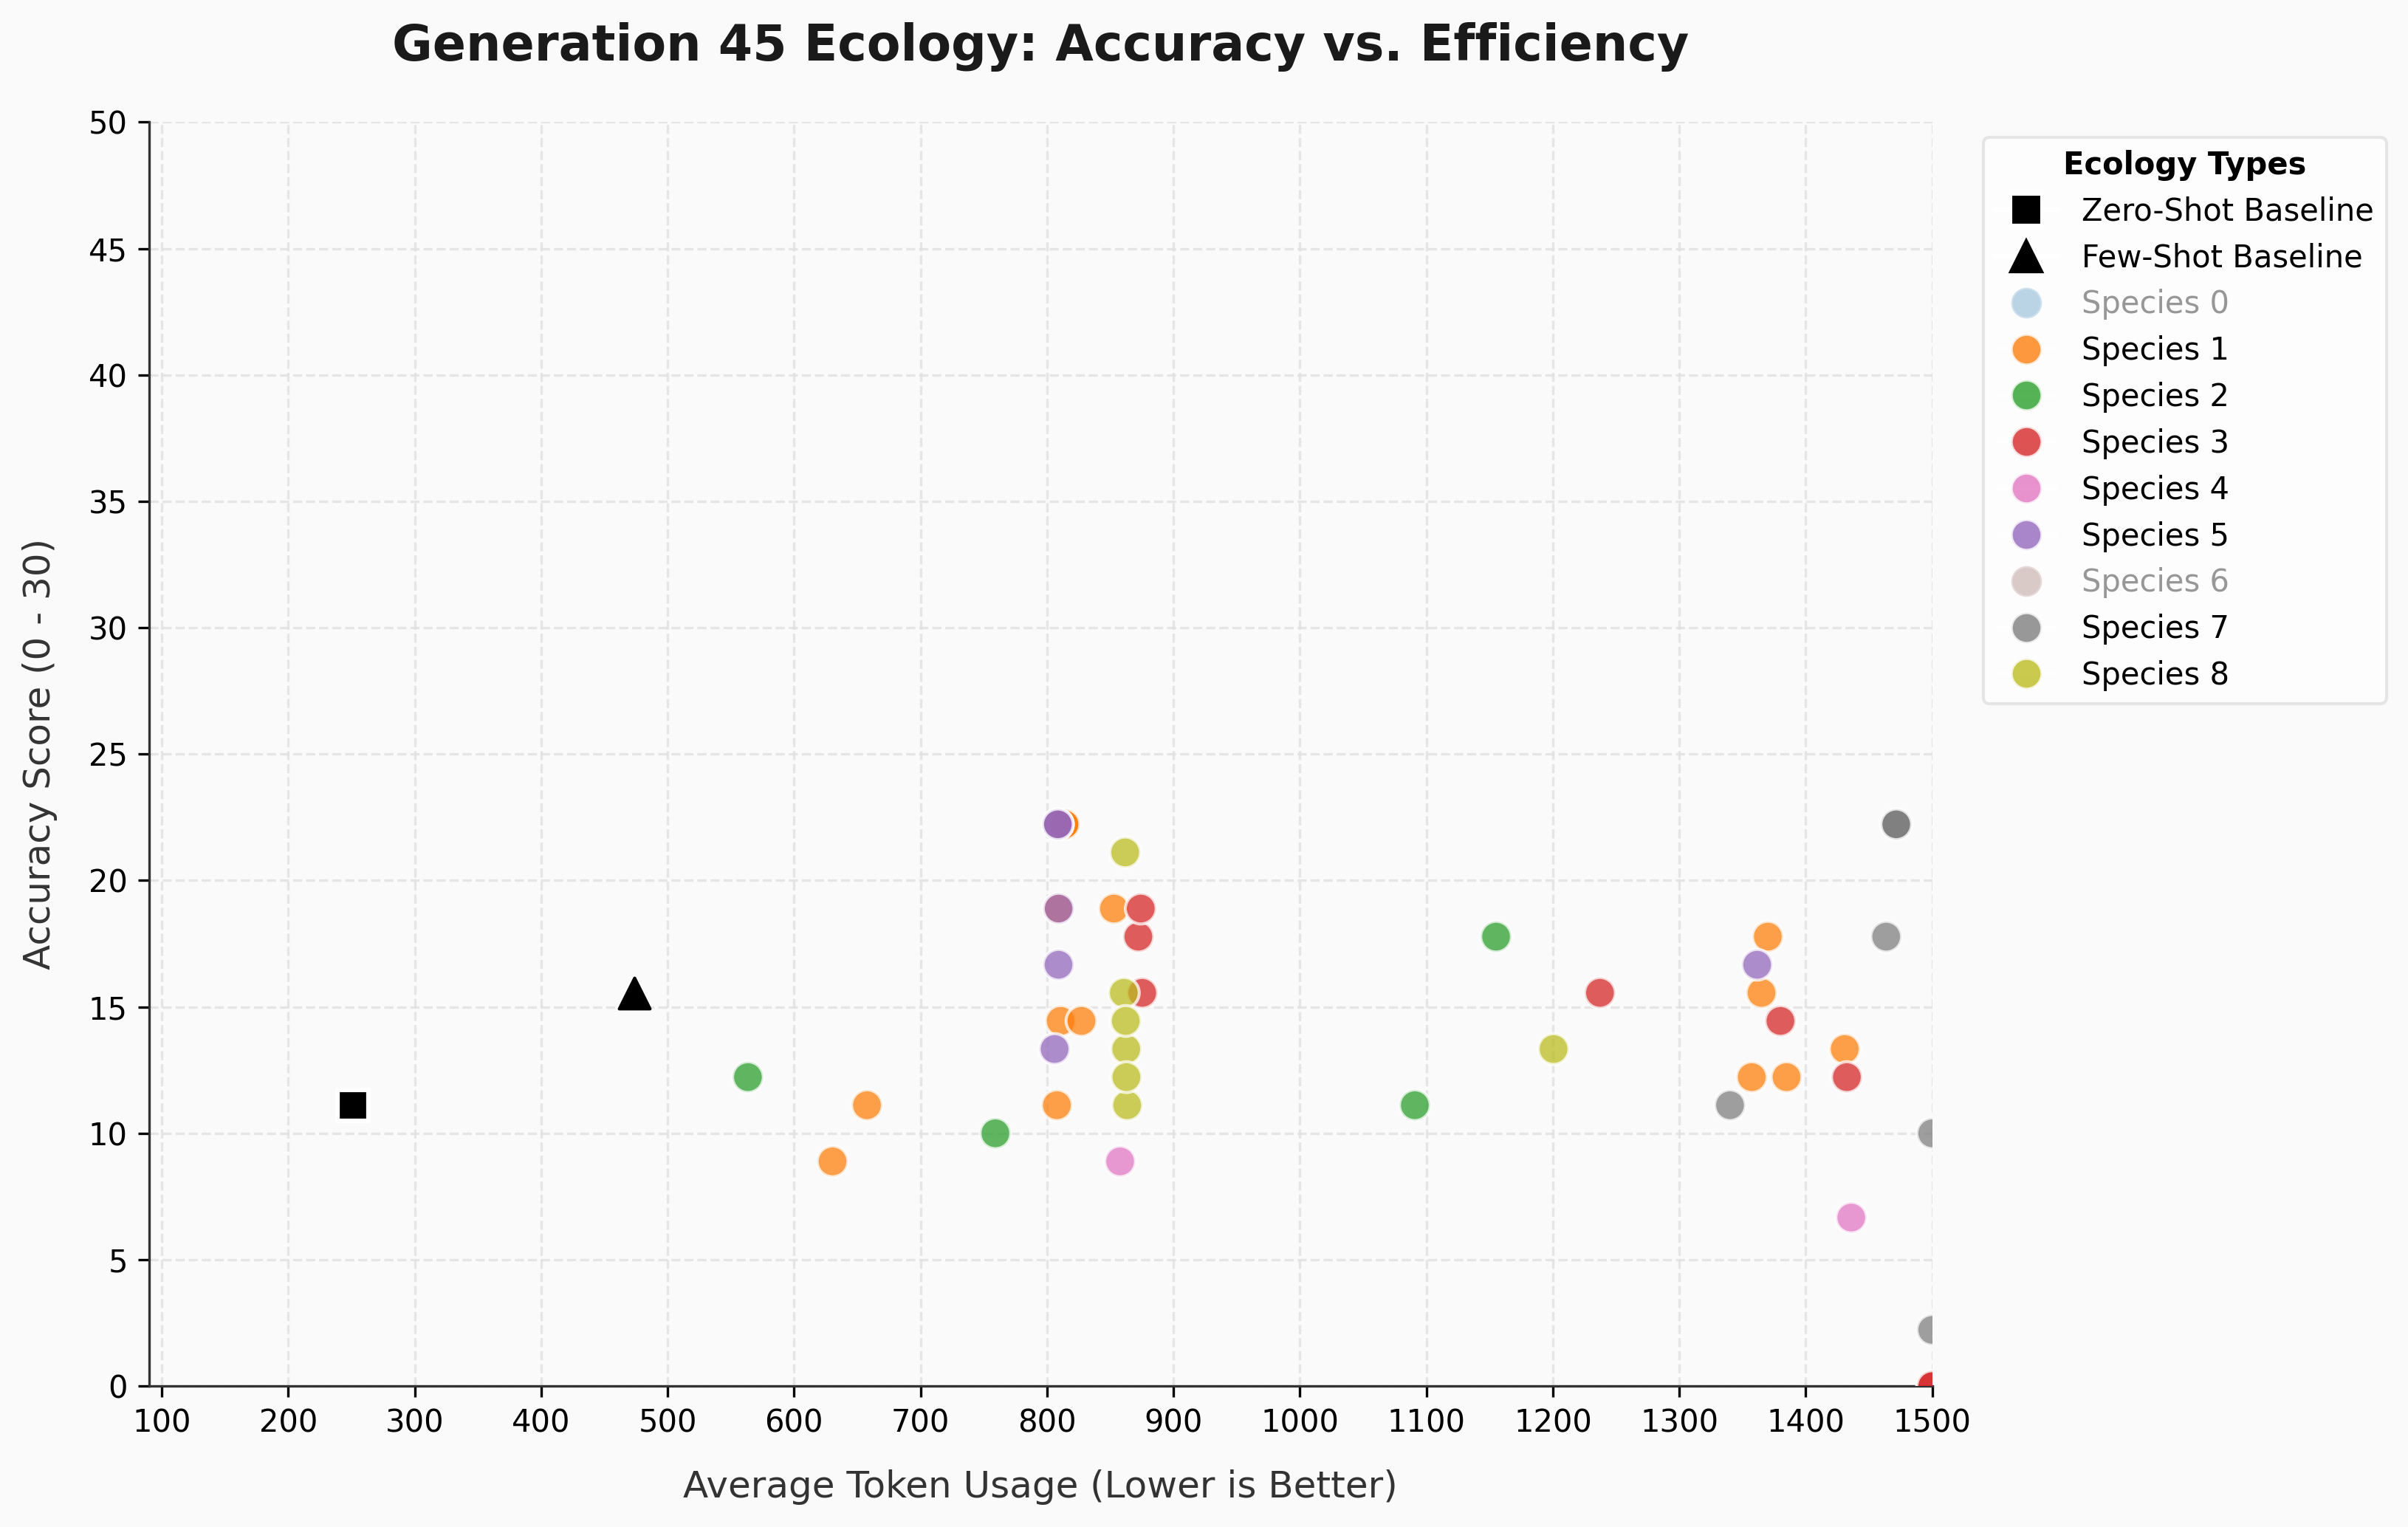 Generation 45 Ecology: Accuracy vs. Efficiency
50
45
40
35
30
25
20
15
10
5
0
Accuracy Score (0 - 30)
100 200 300 400 500 600 700 800 900 1000 1100 1200 1300 1400 1500
Average Token Usage (Lower is Better)
Ecology Types
Zero-Shot Baseline
Few-Shot Baseline
Species 0
Species 1
Species 2
Species 3
Species 4
Species 5
Species 6
Species 7
Species 8